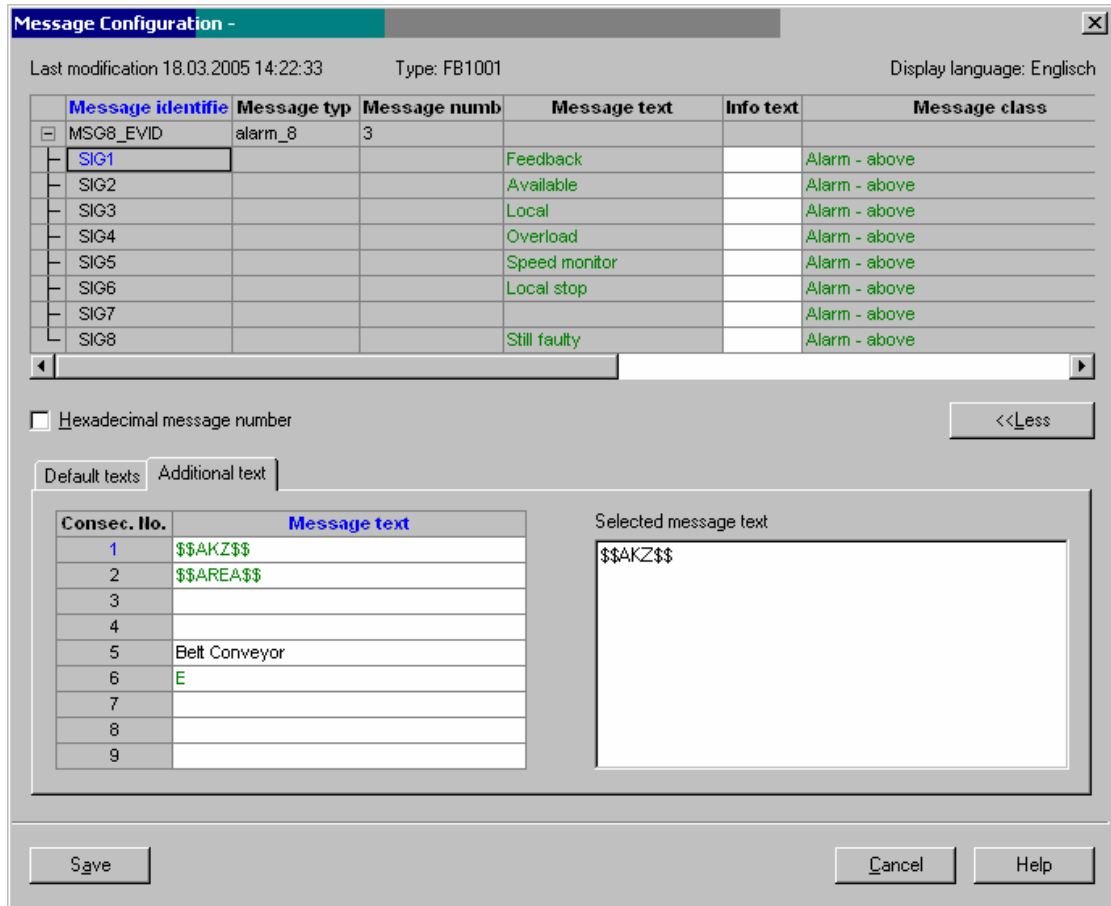 Message Configuration -
Last modification 18.03.2005 14:22:33 Type: FB1001 Display language: Englisch
Message identifie Message typ Message numb Message text Info text Message class
MSG8_EVID alarm_8 3
SIG1 Feedback Alarm - above
SIG2 Available Alarm - above
SIG3 Local Alarm - above
SIG4 Overload Alarm - above
SIG5 Speed monitor Alarm - above
SIG6 Local stop Alarm - above
SIG7 Alarm - above
SIG8 Still faulty Alarm - above
Hexadecimal message number <<Less
Default texts Additional text
Consec. No. Message text Selected message text
1 $$AKZ$$ $$AKZ$$
2 $$AREA$$
3
4
5 Belt Conveyor
6 E
7
8
9
Save Cancel Help